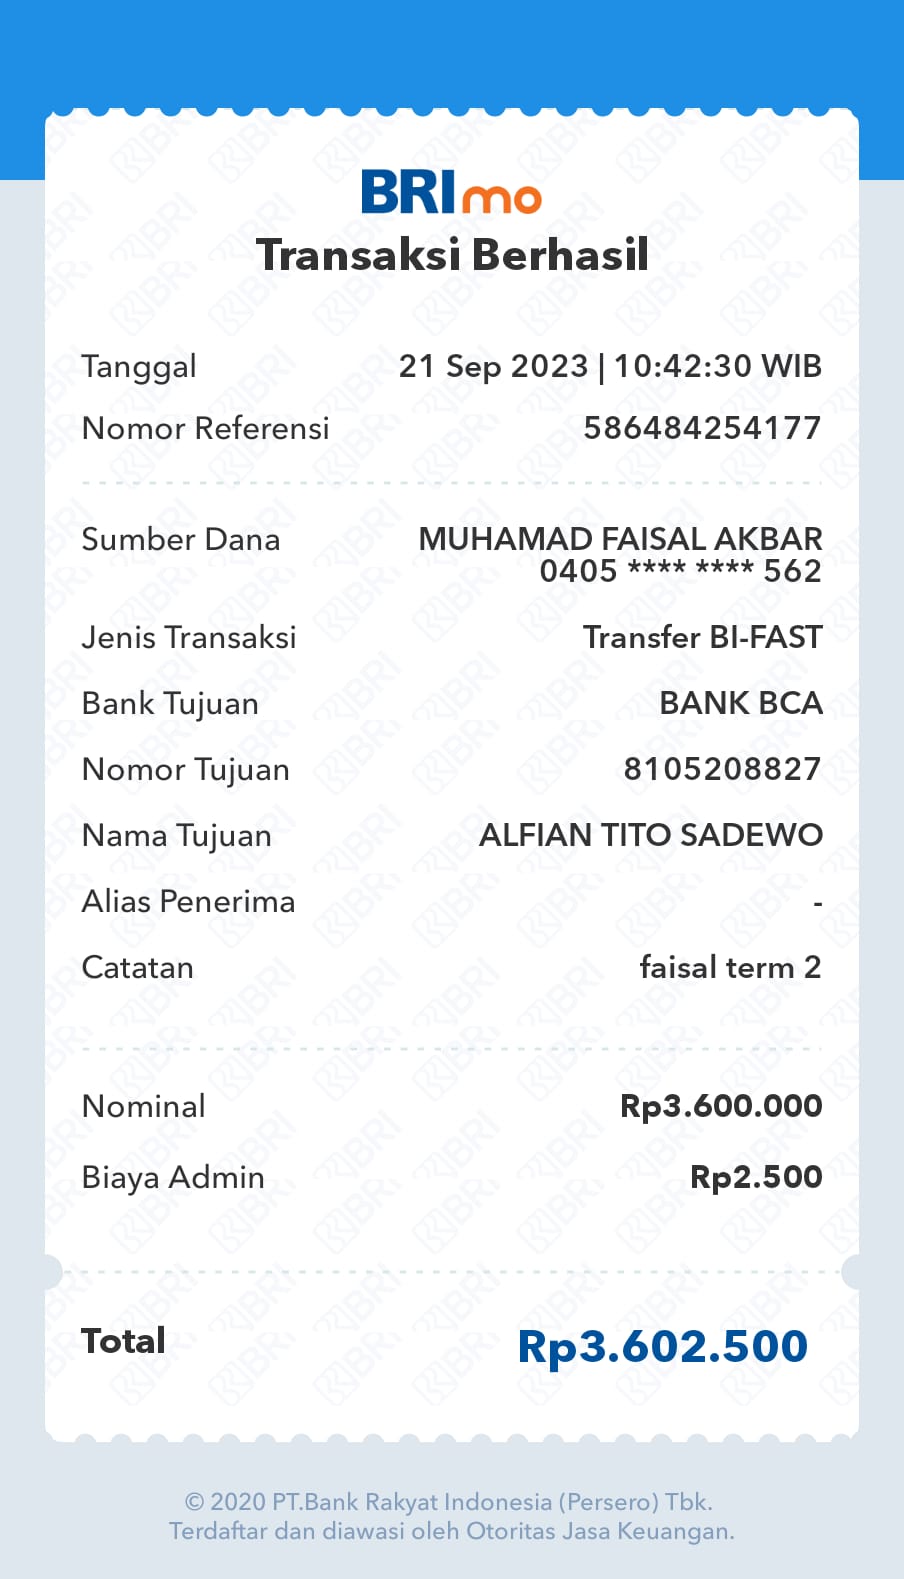 BRImo
Transaksi Berhasil
Tanggal 21 Sep 2023 | 10:42:30 WIB
Nomor Referensi 586484254177
Sumber Dana MUHAMAD FAISAL AKBAR
0405 **** **** 562
Jenis Transaksi Transfer BI-FAST
Bank Tujuan BANK BCA
Nomor Tujuan 8105208827
Nama Tujuan ALFIAN TITO SADEWO
Alias Penerima -
Catatan faisal term 2
Nominal Rp3.600.000
Biaya Admin Rp2.500
Total Rp3.602.500
© 2020 PT.Bank Rakyat Indonesia (Persero) Tbk.
Terdaftar dan diawasi oleh Otoritas Jasa Keuangan.